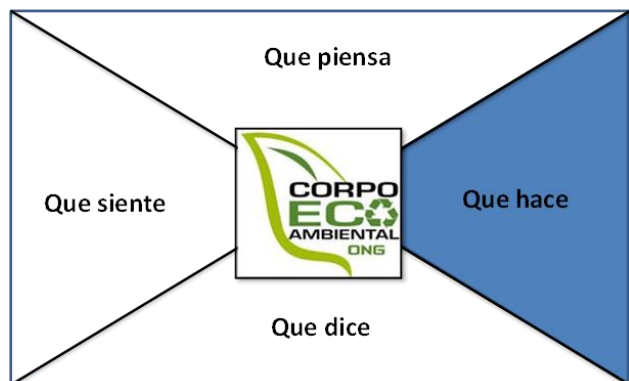 Que piensa
Que siente
CORPO
ECO
AMBIENTAL
ONG
Que hace
Que dice